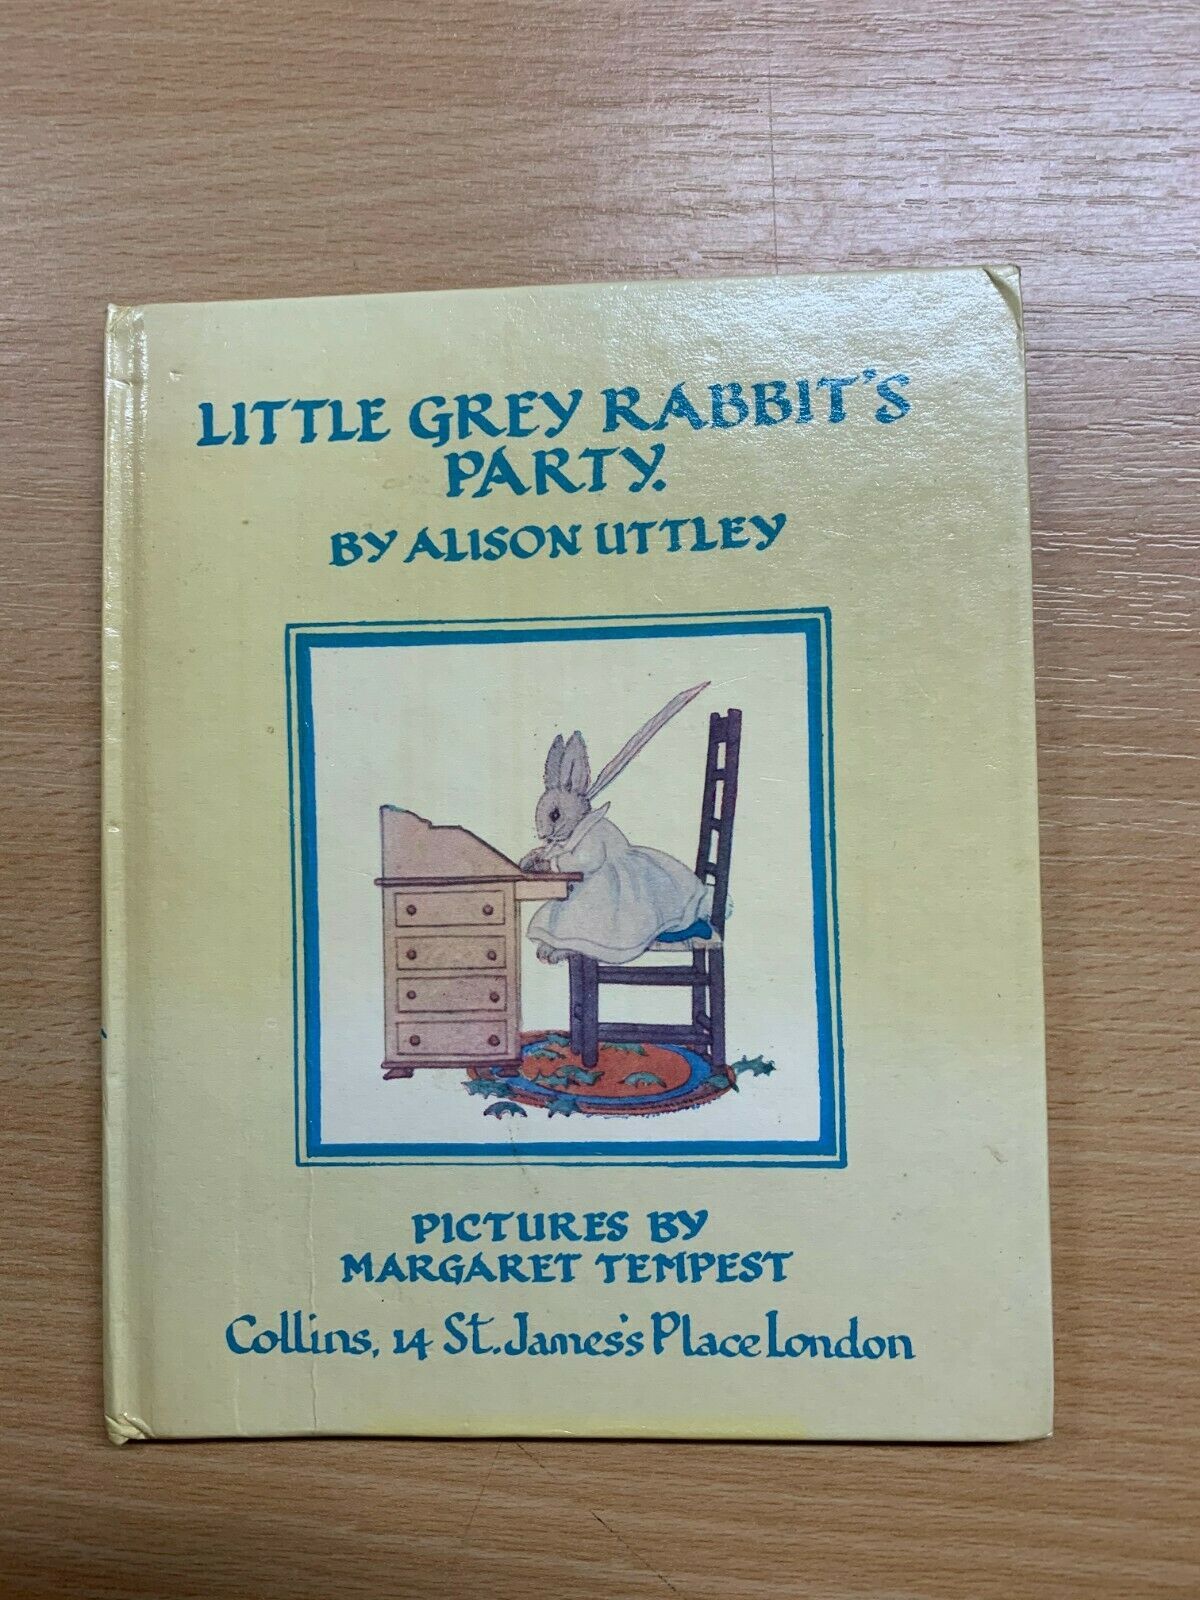 LITTLE GREY RABBIT'S
PARTY.
BY ALISON UTTLEY
PICTURES BY
MARGARET TEMPEST
Collins, 14 St. James's Place London